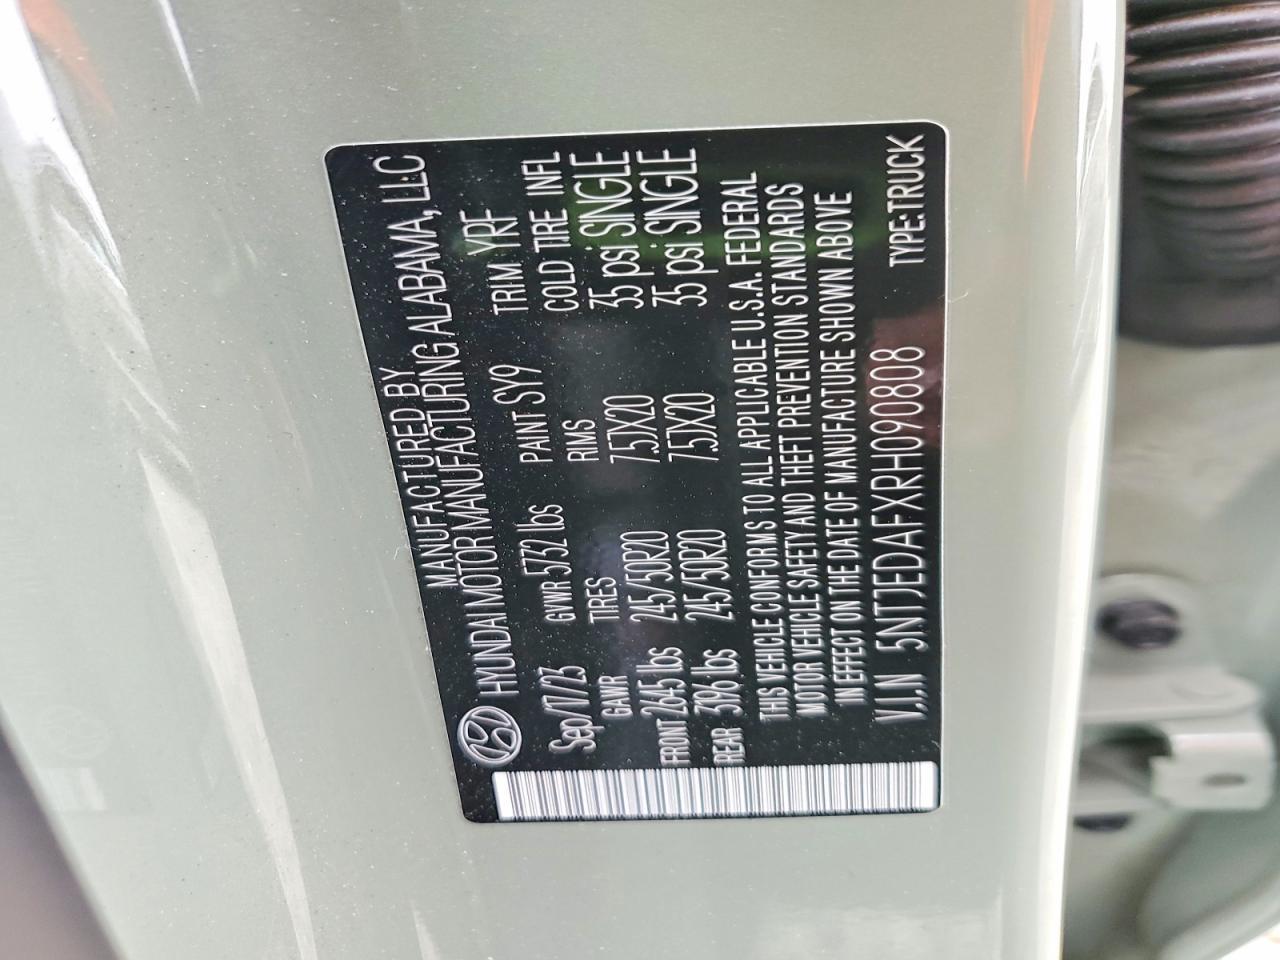 MANUFACTURED BY
HYUNDAI MOTOR MANUFACTURING ALABAMA, LLC
Sep/17/23 GVWR 5732 lbs PAINT SY9 TRIM YRF
GAWR TIRES RIMS COLD TIRE INFL
FRONT 2645 lbs 245/50R20 7.5JX20 35 psi SINGLE
REAR 3196 lbs 245/50R20 7.5JX20 35 psi SINGLE
THIS VEHICLE CONFORMS TO ALL APPLICABLE U.S.A. FEDERAL
MOTOR VEHICLE SAFETY AND THEFT PREVENTION STANDARDS
IN EFFECT ON THE DATE OF MANUFACTURE SHOWN ABOVE
V.I.N 5NTJEDAFXRH090808 TYPE:TRUCK